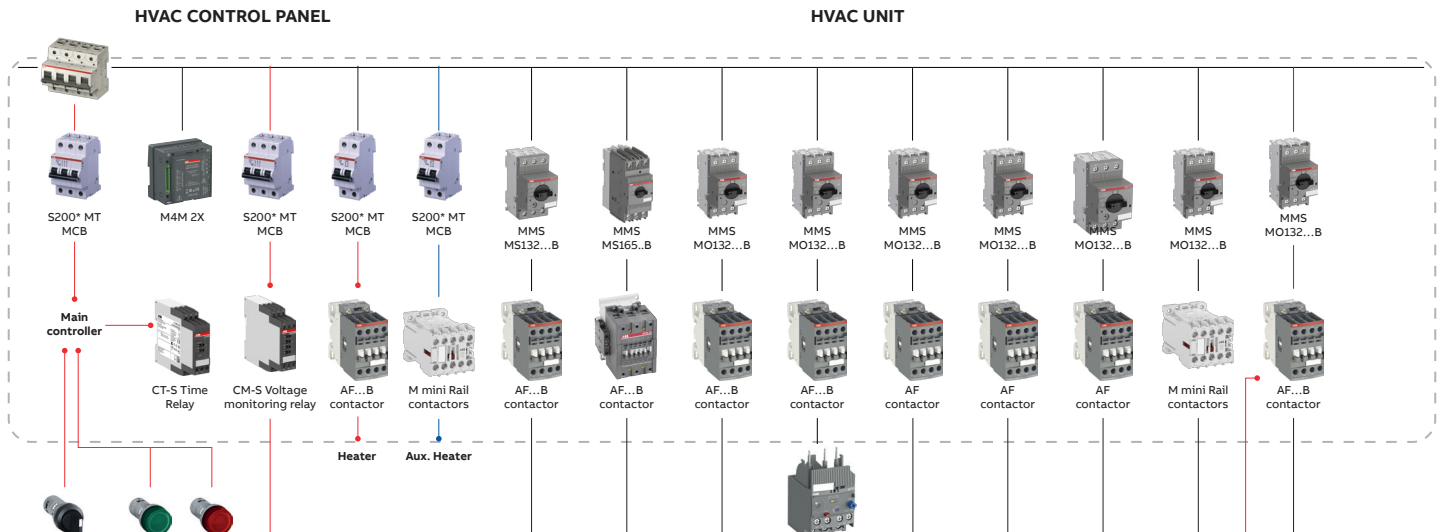 HVAC CONTROL PANEL
HVAC UNIT
S200* MT
MCB
M4M 2X
S200* MT
MCB
S200* MT
MCB
S200* MT
MCB
MMS
MS132...B
MMS
MS165..B
MMS
MO132...B
MMS
MO132...B
MMS
MO132...B
MMS
MO132...B
MMS
MO132...B
MMS
MO132...B
MMS
MO132...B
Main
controller
CT-S Time
Relay
CM-S Voltage
monitoring relay
AF...B
contactor
M mini Rail
contactors
AF...B
contactor
AF...B
contactor
AF...B
contactor
AF...B
contactor
AF
contactor
AF
contactor
AF
contactor
M mini Rail
contactors
AF...B
contactor
Heater
Aux. Heater